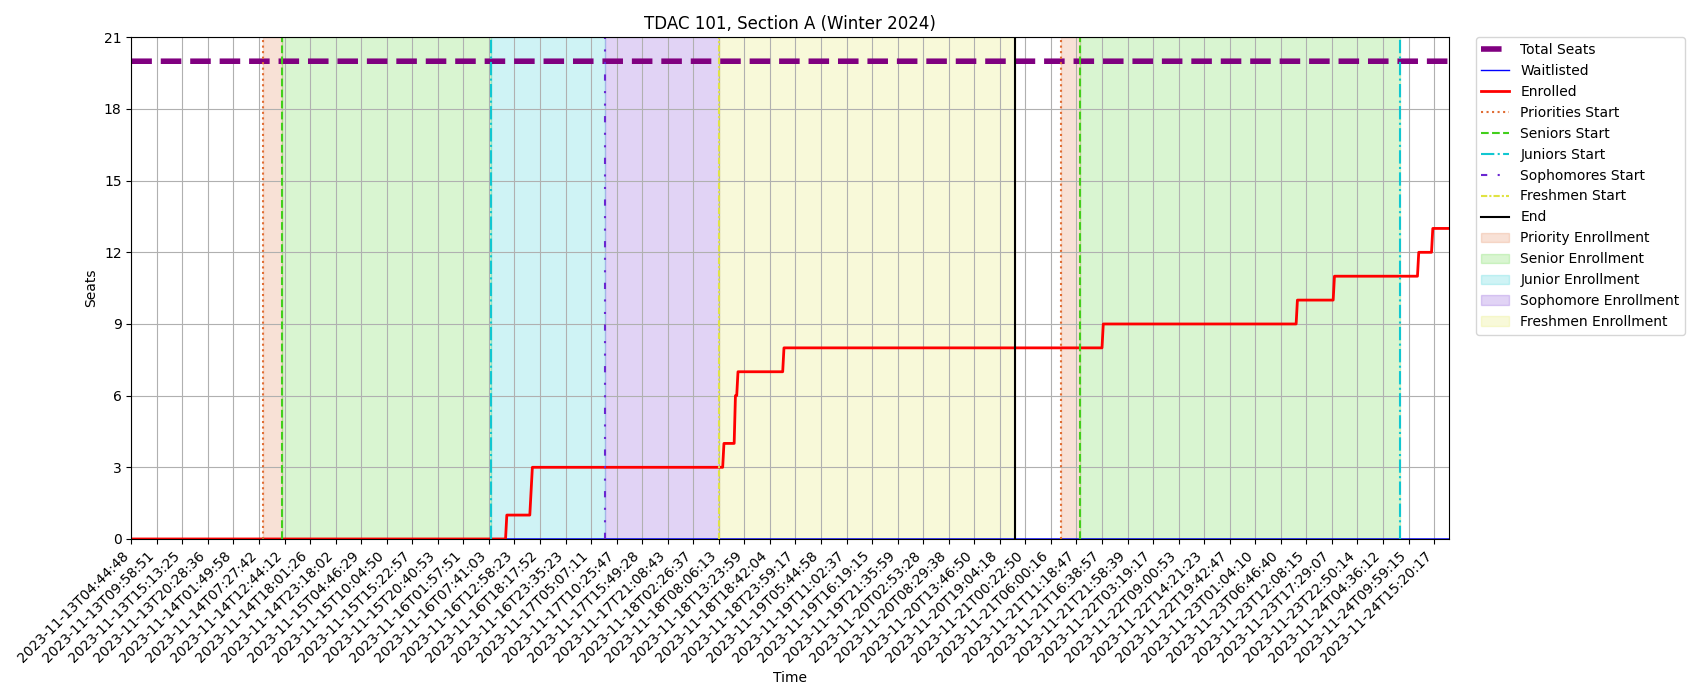 TDAC 101, Section A (Winter 2024)
Seats
21
18
15
12
9
6
3
0
2023-11-13T04:44:48
2023-11-13T09:58:51
2023-11-13T15:13:25
2023-11-13T20:28:36
2023-11-14T01:49:58
2023-11-14T07:27:42
2023-11-14T12:44:12
2023-11-14T18:01:26
2023-11-14T23:18:02
2023-11-15T04:46:29
2023-11-15T10:04:50
2023-11-15T15:22:57
2023-11-15T20:40:53
2023-11-16T01:57:51
2023-11-16T07:41:03
2023-11-16T12:58:23
2023-11-16T18:17:52
2023-11-16T23:35:23
2023-11-17T05:07:11
2023-11-17T10:25:47
2023-11-17T15:49:28
2023-11-17T21:08:43
2023-11-18T02:26:37
2023-11-18T08:06:13
2023-11-18T13:23:59
2023-11-18T18:42:04
2023-11-18T23:59:17
2023-11-19T05:44:58
2023-11-19T11:02:37
2023-11-19T16:19:15
2023-11-19T21:35:59
2023-11-20T02:53:28
2023-11-20T08:29:38
2023-11-20T13:46:50
2023-11-20T19:04:18
2023-11-21T00:22:50
2023-11-21T06:00:16
2023-11-21T11:18:47
2023-11-21T16:38:57
2023-11-21T21:58:39
2023-11-22T03:19:17
2023-11-22T09:00:53
2023-11-22T14:21:23
2023-11-22T19:42:47
2023-11-23T01:04:10
2023-11-23T06:46:40
2023-11-23T12:08:15
2023-11-23T17:29:07
2023-11-23T22:50:14
2023-11-24T04:36:12
2023-11-24T09:59:15
2023-11-24T15:20:17
Time
Total Seats
Waitlisted
Enrolled
Priorities Start
Seniors Start
Juniors Start
Sophomores Start
Freshmen Start
End
Priority Enrollment
Senior Enrollment
Junior Enrollment
Sophomore Enrollment
Freshmen Enrollment